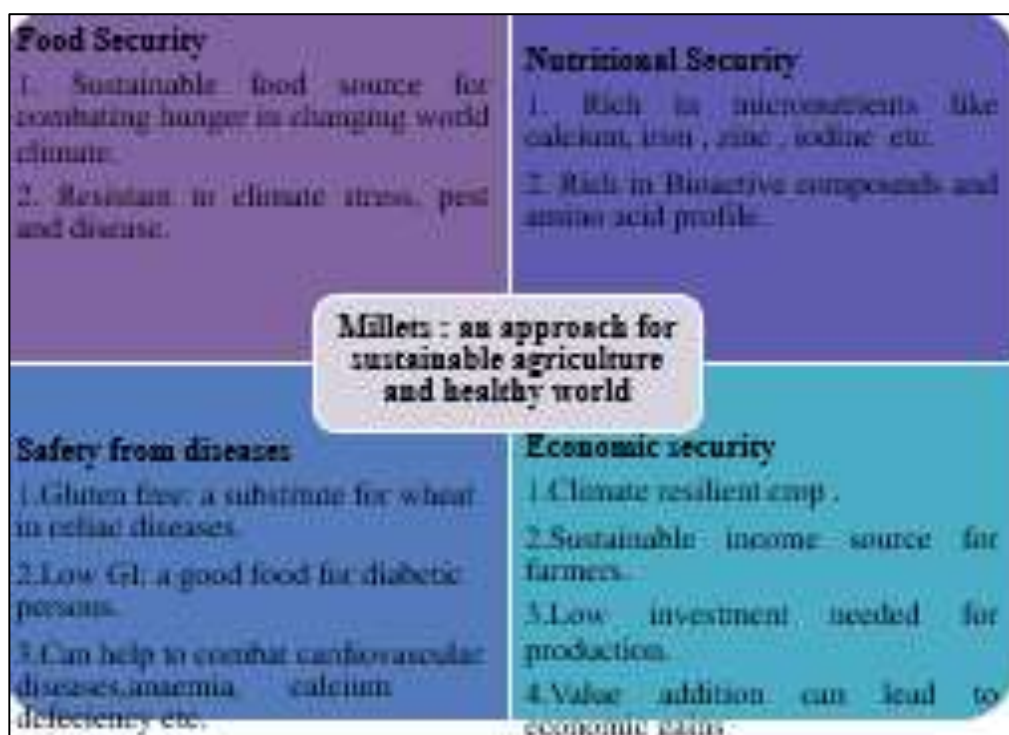 Food Security
1. Sustainable food source for
combating hunger in changing world
climate.
2. Resistant to climate stress, pest
and disease.
Nutritional Security
1. Rich in micronutrients like
calcium, iron , zinc , iodine etc.
2. Rich in Bioactive compounds and
amino acid profile.
Millets : an approach for
sustainable agriculture
and healthy world
Safety from diseases
1.Gluten free: a substitute for wheat
in celiac diseases.
2.Low GI: a good food for diabetic
persons.
3.Can help to combat cardiovascular
diseases,anaemia, calcium
defeciency etc.
Economic security
1.Climate resilient crop .
2.Sustainable income source for
farmers.
3.Low investment needed for
production.
4.Value addition can lead to
economic gains